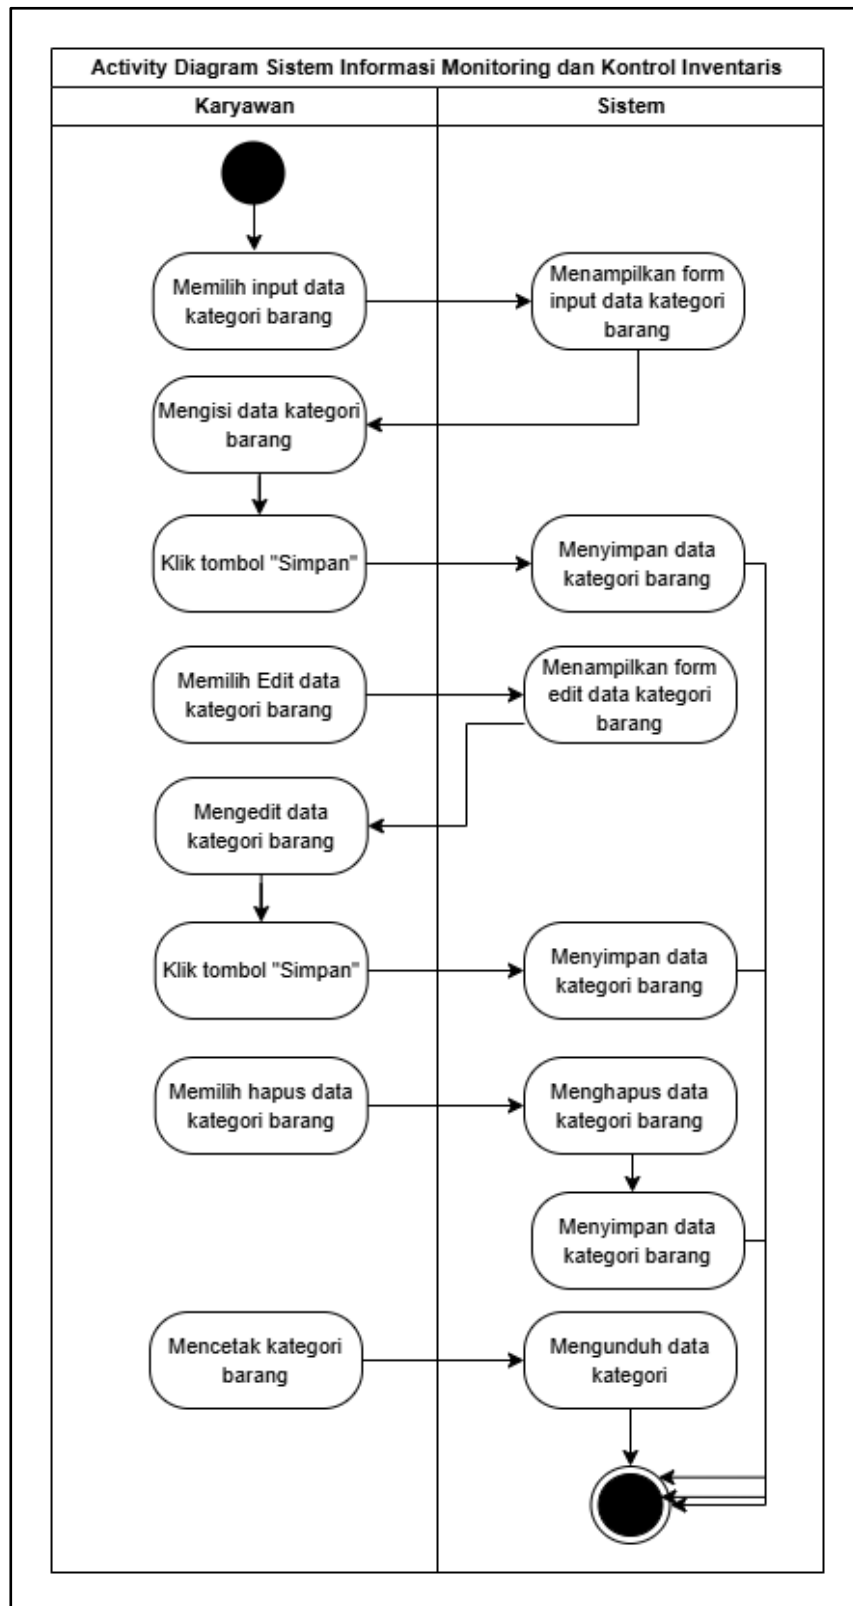 Activity Diagram Sistem Informasi Monitoring dan Kontrol Inventaris
Karyawan
Sistem
Memilih input data
kategori barang
Menampilkan form
input data kategori
barang
Mengisi data kategori
barang
Klik tombol "Simpan"
Menyimpan data
kategori barang
Memilih Edit data
kategori barang
Menampilkan form
edit data kategori
barang
Mengedit data
kategori barang
Klik tombol "Simpan"
Menyimpan data
kategori barang
Memilih hapus data
kategori barang
Menghapus data
kategori barang
Menyimpan data
kategori barang
Mencetak kategori
barang
Mengunduh data
kategori